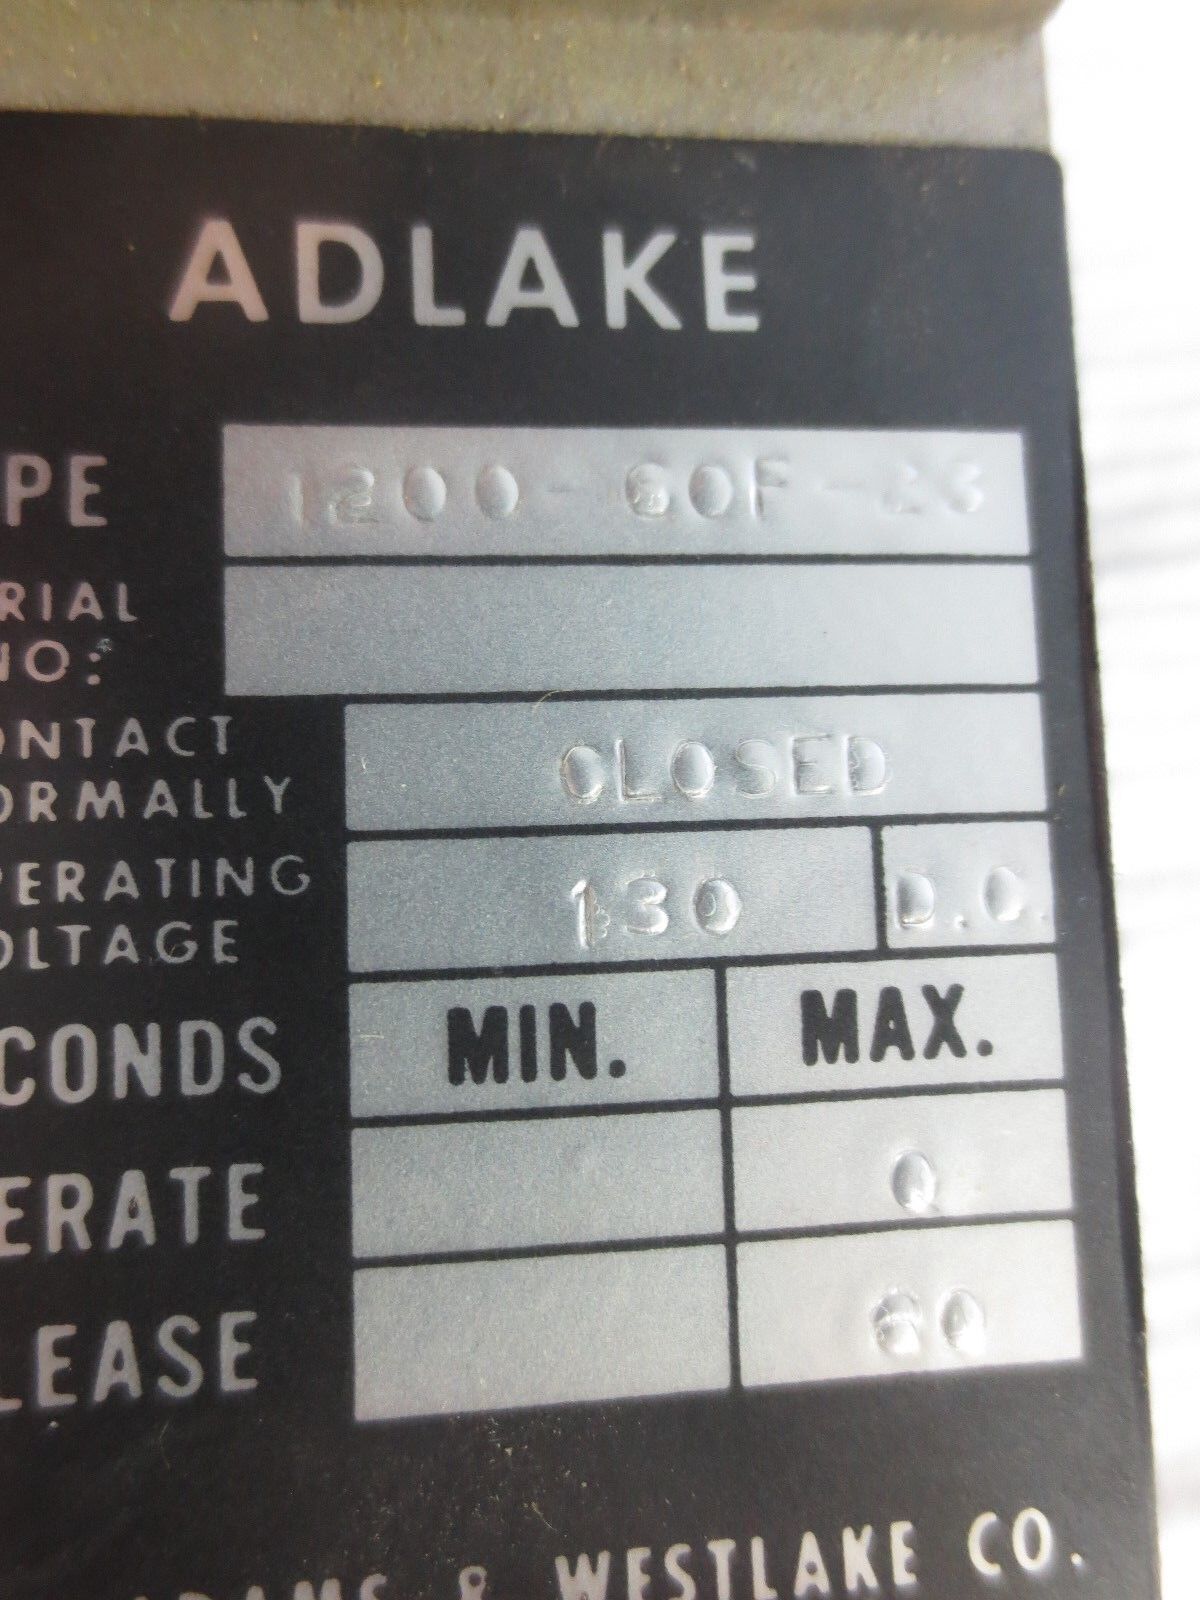 ADLAKE
PE 1200-60F-23
RIAL
NO:
ONTACT
ORMALLY CLOSED
PERATING
OLTAGE 130 D.C.
CONDS MIN. MAX.
ERATE 0
LEASE 60
ADAMS & WESTLAKE CO.